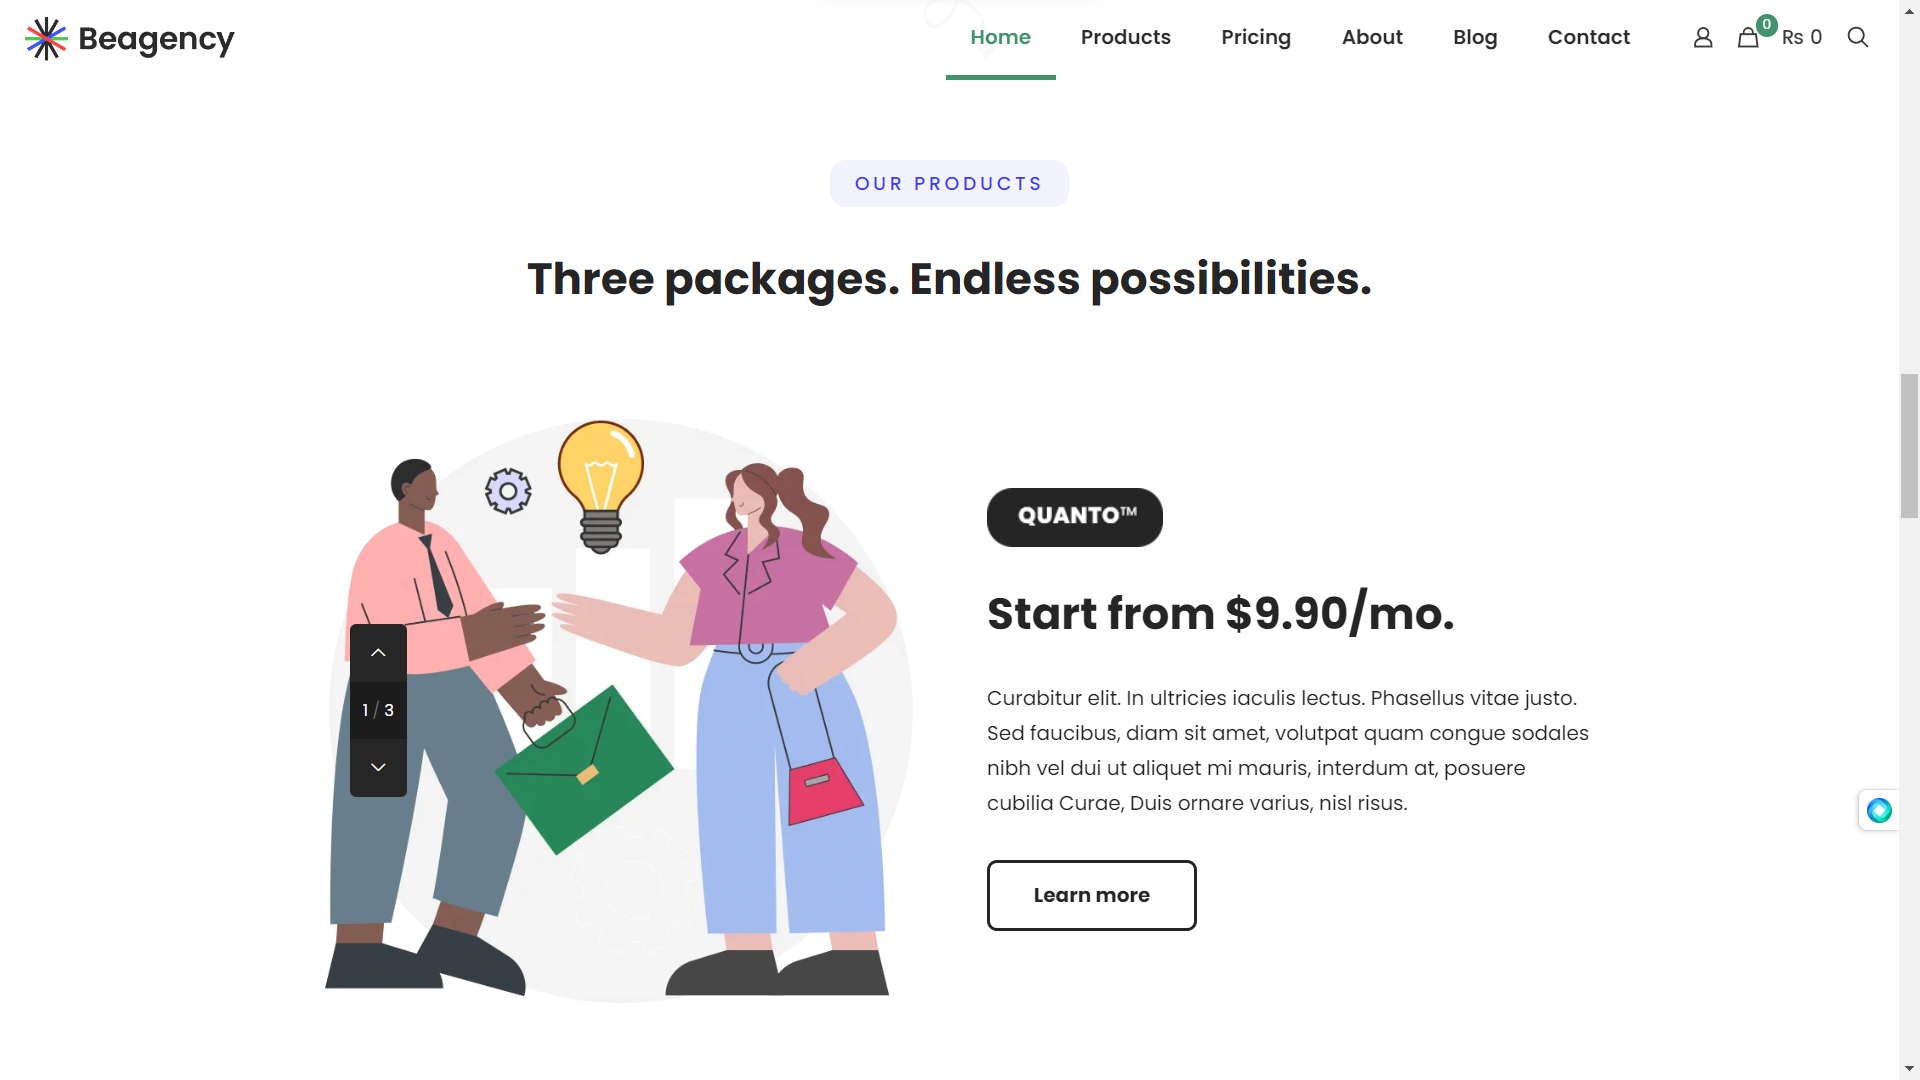 Beagency
Home
Products
Pricing
About
Blog
Contact
0
Rs 0
OUR PRODUCTS
Three packages. Endless possibilities.
QUANTO™
Start from $9.90/mo.
1 / 3
Curabitur elit. In ultricies iaculis lectus. Phasellus vitae justo.
Sed faucibus, diam sit amet, volutpat quam congue sodales
nibh vel dui ut aliquet mi mauris, interdum at, posuere
cubilia Curae, Duis ornare varius, nisl risus.
Learn more